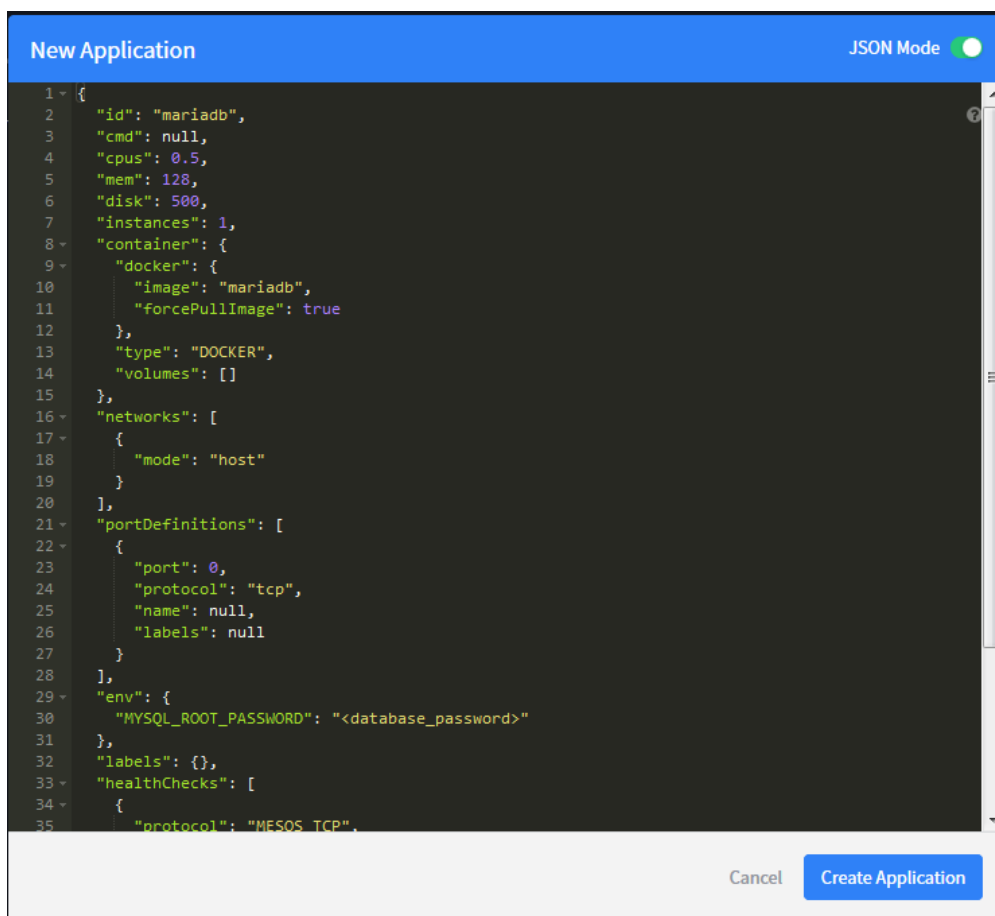 New Application
JSON Mode
1 {
2 "id": "mariadb",
3 "cmd": null,
4 "cpus": 0.5,
5 "mem": 128,
6 "disk": 500,
7 "instances": 1,
8 "container": {
9 "docker": {
10 "image": "mariadb",
11 "forcePullImage": true
12 },
13 "type": "DOCKER",
14 "volumes": []
15 },
16 "networks": [
17 {
18 "mode": "host"
19 }
20 ],
21 "portDefinitions": [
22 {
23 "port": 0,
24 "protocol": "tcp",
25 "name": null,
26 "labels": null
27 }
28 ],
29 "env": {
30 "MYSQL_ROOT_PASSWORD": "<database_password>"
31 },
32 "labels": {},
33 "healthChecks": [
34 {
35 "protocol": "MESOS_TCP",
Cancel
Create Application